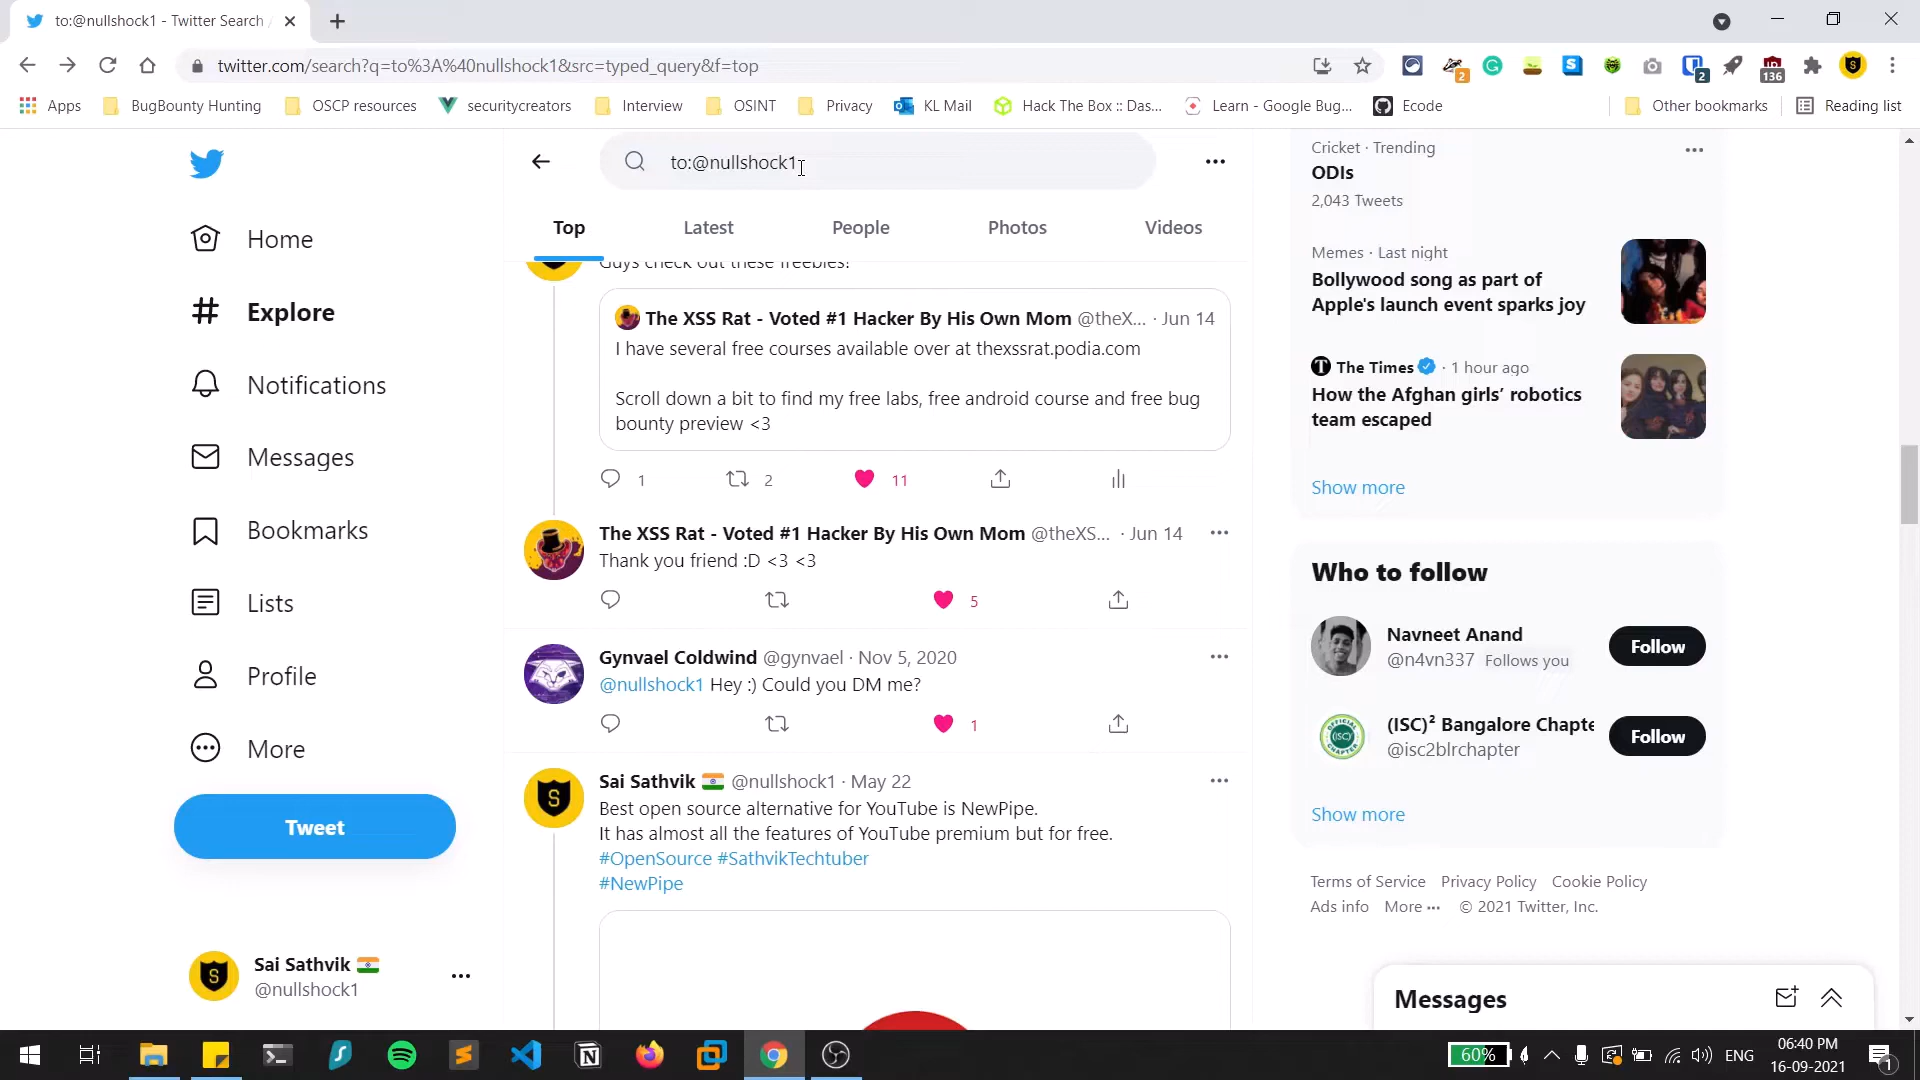 to:@nullshock1 - Twitter Search
twitter.com/search?q=to%3A%40nullshock1&src=typed_query&f=top
2
2
136
Apps
BugBounty Hunting
OSCP resources
securitycreators
Interview
OSINT
Privacy
KL Mail
Hack The Box :: Das...
Learn - Google Bug...
Ecode
Other bookmarks
Reading list
Home
Explore
Notifications
Messages
Bookmarks
Lists
Profile
More
Tweet
Sai Sathvik
@nullshock1
to:@nullshock1
Top
Latest
People
Photos
Videos
Guys check out these freebies!
The XSS Rat - Voted #1 Hacker By His Own Mom @theX... · Jun 14
I have several free courses available over at thexssrat.podia.com
Scroll down a bit to find my free labs, free android course and free bug
bounty preview <3
1
2
11
The XSS Rat - Voted #1 Hacker By His Own Mom @theXS... · Jun 14
Thank you friend :D <3 <3
5
Gynvael Coldwind @gynvael · Nov 5, 2020
@nullshock1 Hey :) Could you DM me?
1
Sai Sathvik @nullshock1 · May 22
Best open source alternative for YouTube is NewPipe.
It has almost all the features of YouTube premium but for free.
#OpenSource #SathvikTechtuber
#NewPipe
Cricket · Trending
ODIs
2,043 Tweets
Memes · Last night
Bollywood song as part of
Apple's launch event sparks joy
The Times · 1 hour ago
How the Afghan girls’ robotics
team escaped
Show more
Who to follow
Navneet Anand
@n4vn337 Follows you
Follow
(ISC)² Bangalore Chapte
@isc2blrchapter
Follow
Show more
Terms of Service Privacy Policy Cookie Policy
Ads info More ··· © 2021 Twitter, Inc.
Messages
60%
ENG
06:40 PM
16-09-2021
1